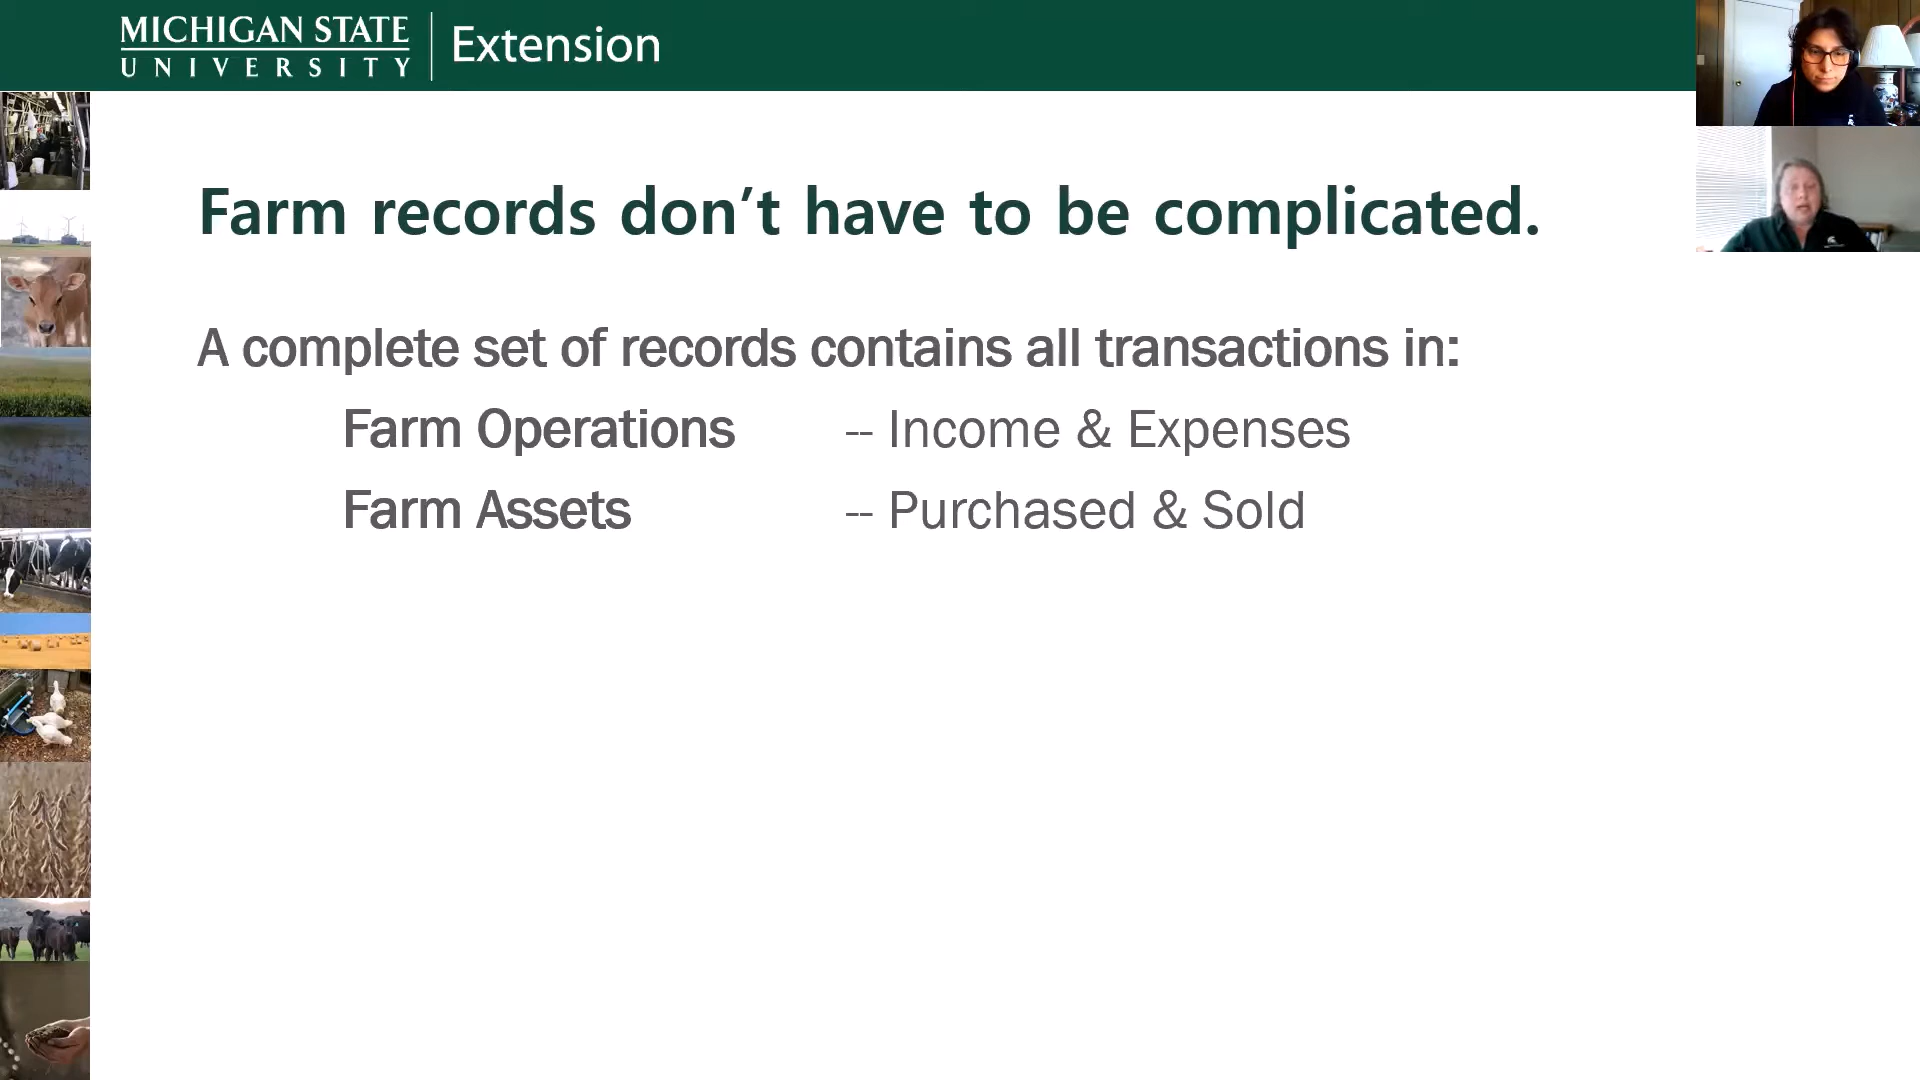 MICHIGAN STATE
UNIVERSITY
Extension
Farm records don’t have to be complicated.
A complete set of records contains all transactions in:
Farm Operations -- Income & Expenses
Farm Assets -- Purchased & Sold